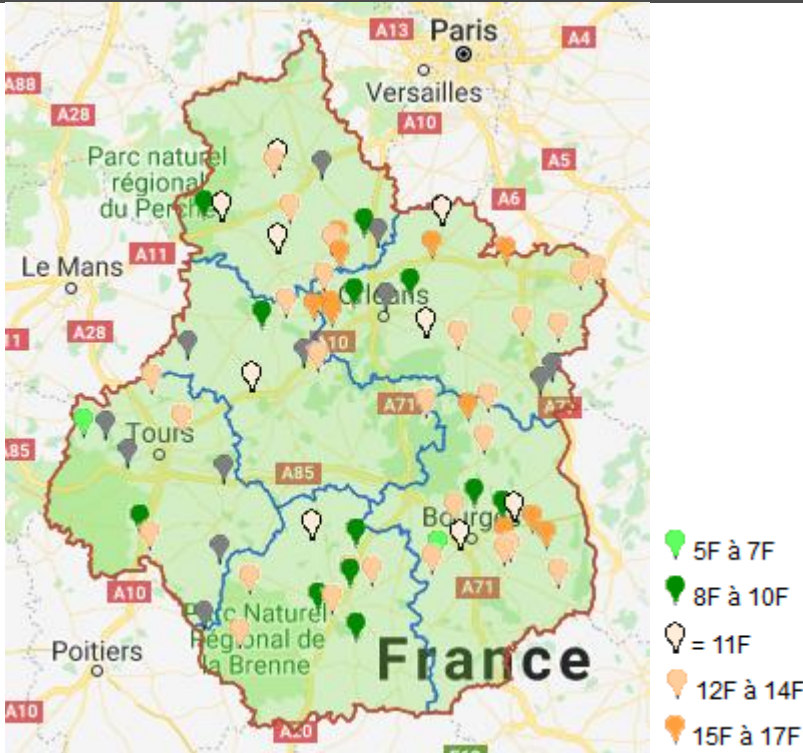 A13
Paris
A4
A88
Versailles
A28
A10
Parc naturel
régional
du Perche
A5
A6
A11
Le Mans
Orléans
A28
11
A10
A71
A77
Tours
A85
A85
Bourges
A71
5F à 7F
8F à 10F
= 11F
12F à 14F
15F à 17F
A10
Parc Naturel
Régional de
la Brenne
Poitiers
France
A10
A20